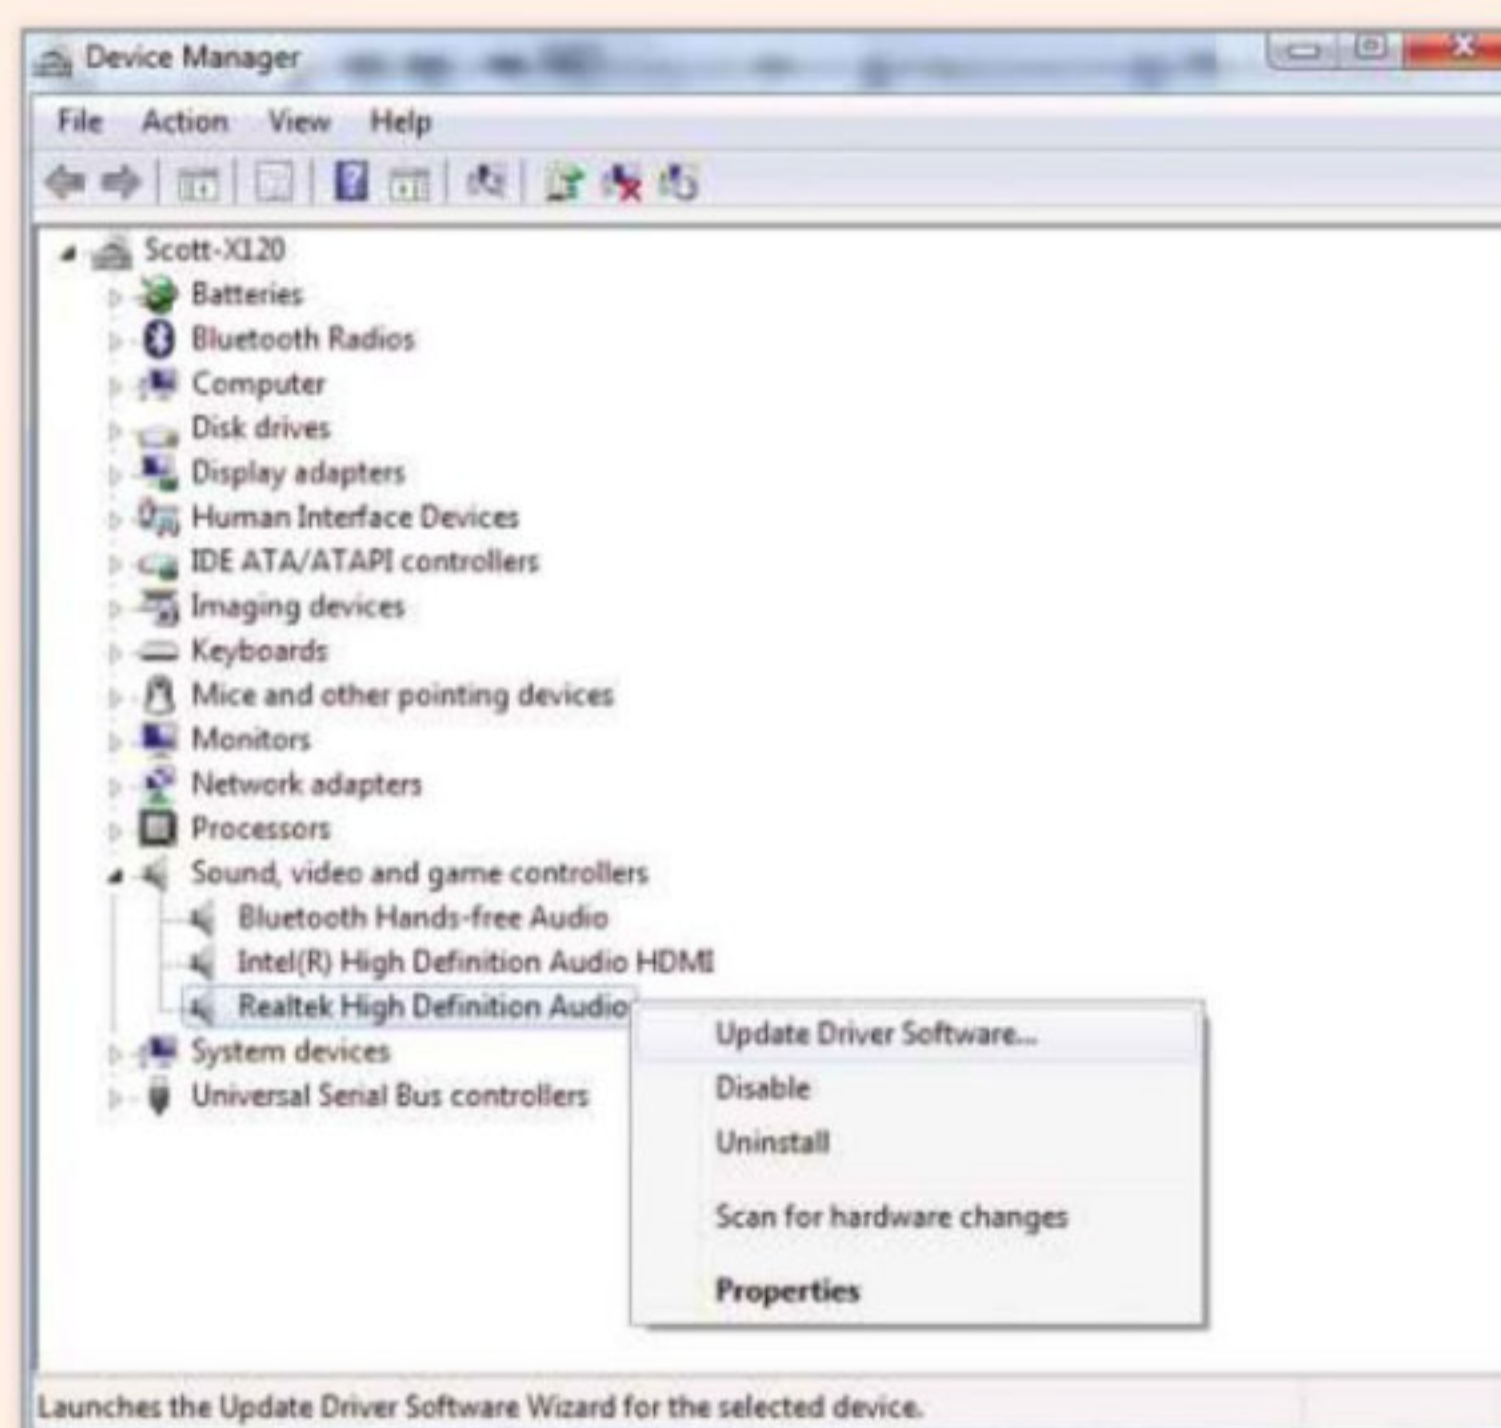 Device Manager
File Action View Help
Scott-X120
Batteries
Bluetooth Radios
Computer
Disk drives
Display adapters
Human Interface Devices
IDE ATA/ATAPI controllers
Imaging devices
Keyboards
Mice and other pointing devices
Monitors
Network adapters
Processors
Sound, video and game controllers
Bluetooth Hands-free Audio
Intel(R) High Definition Audio HDMI
Realtek High Definition Audio
System devices
Universal Serial Bus controllers
Update Driver Software...
Disable
Uninstall
Scan for hardware changes
Properties
Launches the Update Driver Software Wizard for the selected device.